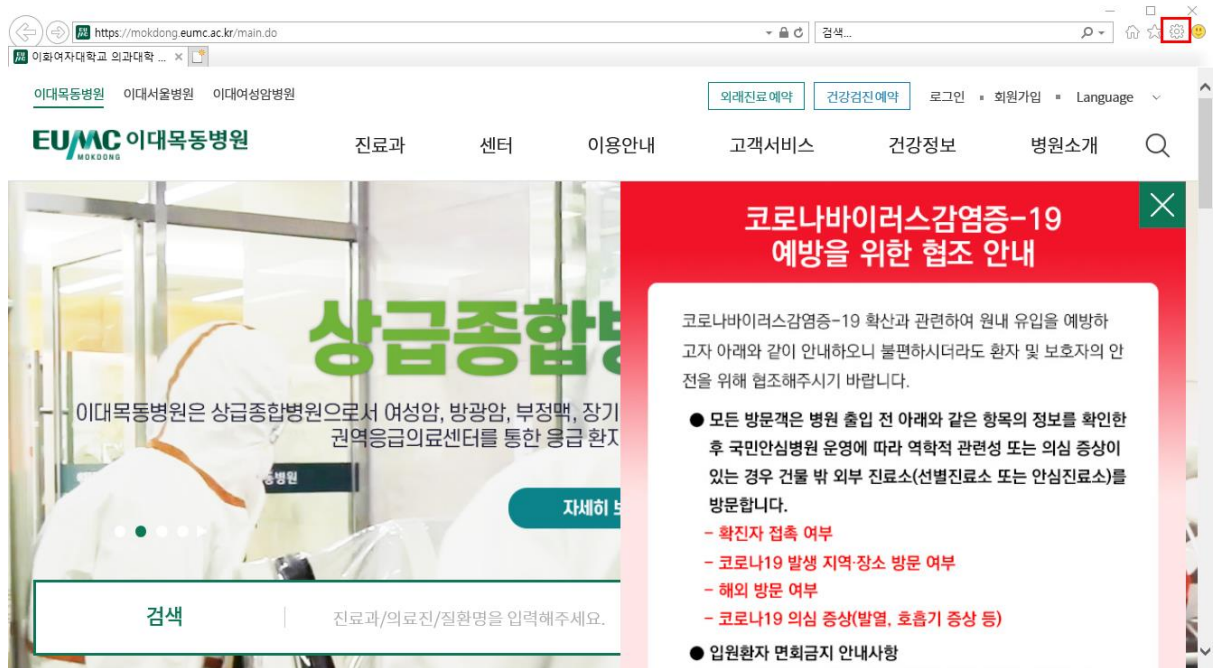 https://mokdong.eumc.ac.kr/main.do
검색...
이화여자대학교 의과대학 ...
이대목동병원 이대서울병원 이대여성암병원
외래진료예약 건강검진예약 로그인 회원가입 Language
EUMC 이대목동병원
MOKDONG
진료과 센터 이용안내 고객서비스 건강정보 병원소개
상급종합
이대목동병원은 상급종합병원으로서 여성암, 방광암, 부정맥, 장기
권역응급의료센터를 통한 응급 환자
병원
자세히
검색
진료과/의료진/질환명을 입력해주세요.
코로나바이러스감염증-19
예방을 위한 협조 안내
코로나바이러스감염증-19 확산과 관련하여 원내 유입을 예방하
고자 아래와 같이 안내하오니 불편하시더라도 환자 및 보호자의 안
전을 위해 협조해주시기 바랍니다.
● 모든 방문객은 병원 출입 전 아래와 같은 항목의 정보를 확인한
후 국민안심병원 운영에 따라 역학적 관련성 또는 의심 증상이
있는 경우 건물 밖 외부 진료소(선별진료소 또는 안심진료소)를
방문합니다.
- 확진자 접촉 여부
- 코로나19 발생 지역·장소 방문 여부
- 해외 방문 여부
- 코로나19 의심 증상(발열, 호흡기 증상 등)
● 입원환자 면회금지 안내사항